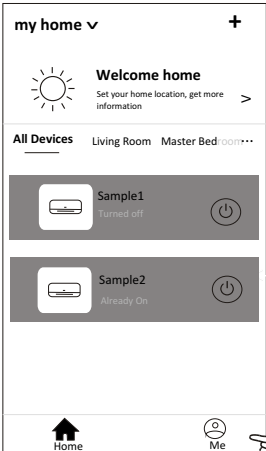 my home
Welcome home
Set your home location, get more
information
All Devices Living Room Master Bedroom
Sample1
Turned off
Sample2
Already On
Home
Me